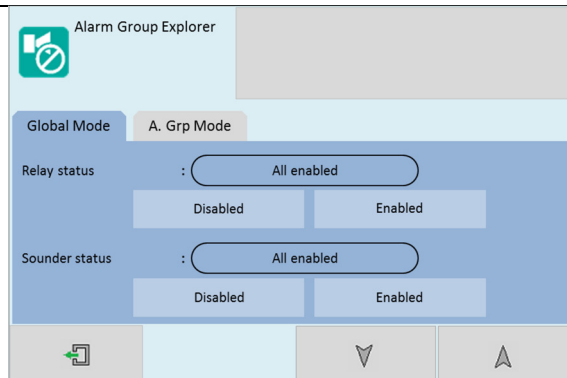 Alarm Group Explorer
Global Mode A. Grp Mode
Relay status : All enabled
Disabled Enabled
Sounder status : All enabled
Disabled Enabled